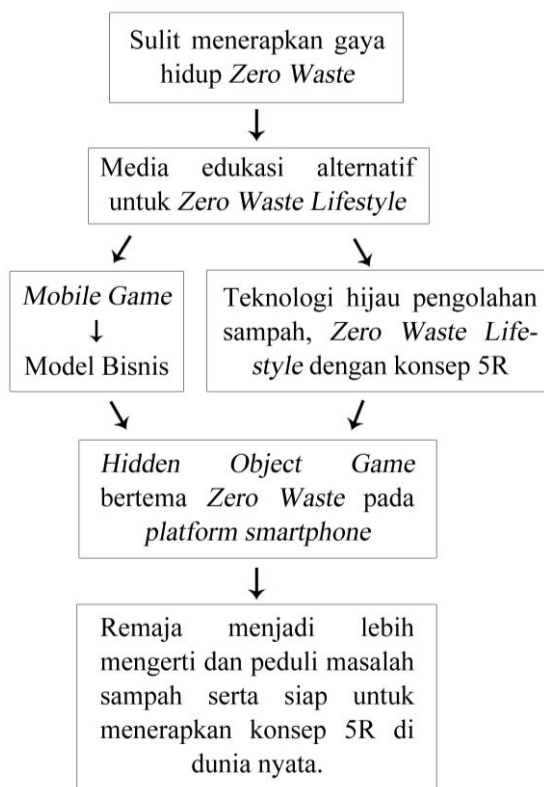 Sulit menerapkan gaya
hidup Zero Waste
↓
Media edukasi alternatif
untuk Zero Waste Lifestyle
Mobile Game
↓
Model Bisnis
Teknologi hijau pengolahan
sampah, Zero Waste Life-
style dengan konsep 5R
Hidden Object Game
bertema Zero Waste pada
platform smartphone
↓
Remaja menjadi lebih
mengerti dan peduli masalah
sampah serta siap untuk
menerapkan konsep 5R di
dunia nyata.